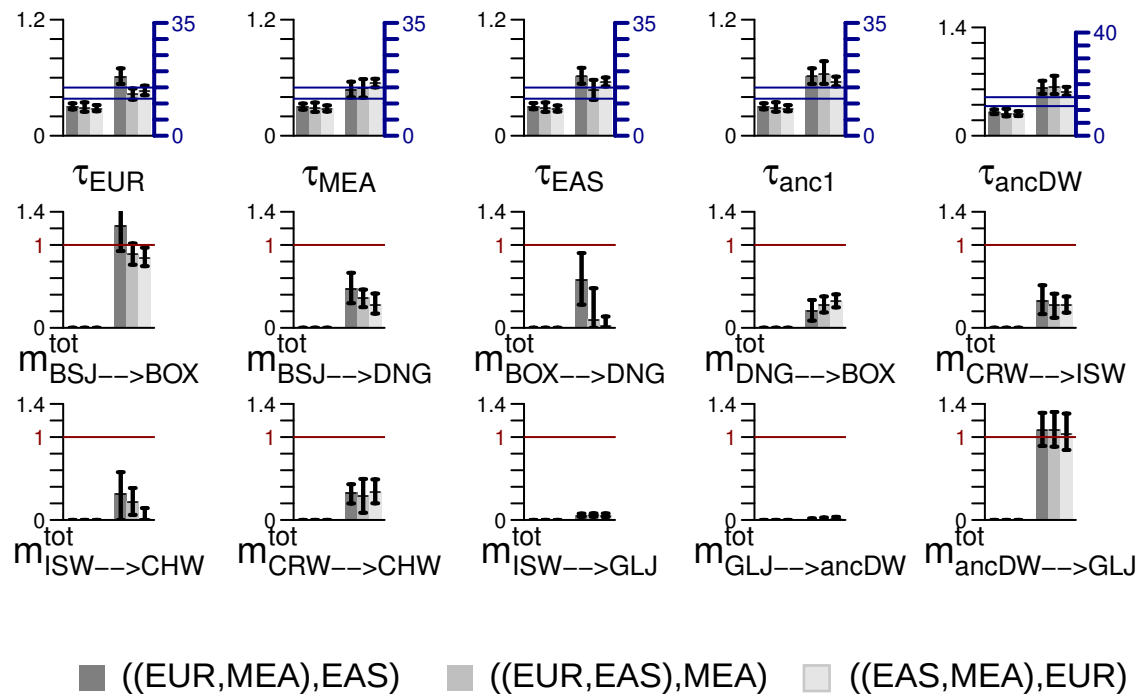 1.2 35 1.2 35 1.2 35 1.2 35 1.4 40
0 0 0 0 0 0 0 0 0 0
τEUR τMEA τEAS τanc1 τancDW
1.4 1.4 1.4 1.4 1.4
1 1 1 1 1
0 0 0 0 0
m tot BSJ−−>BOX m tot BSJ−−>DNG m tot BOX−−>DNG m tot DNG−−>BOX m tot CRW−−>ISW
1.4 1.4 1.4 1.4 1.4
1 1 1 1 1
0 0 0 0 0
m tot ISW−−>CHW m tot CRW−−>CHW m tot ISW−−>GLJ m tot GLJ−−>ancDW m tot ancDW−−>GLJ
((EUR,MEA),EAS) ((EUR,EAS),MEA) ((EAS,MEA),EUR)